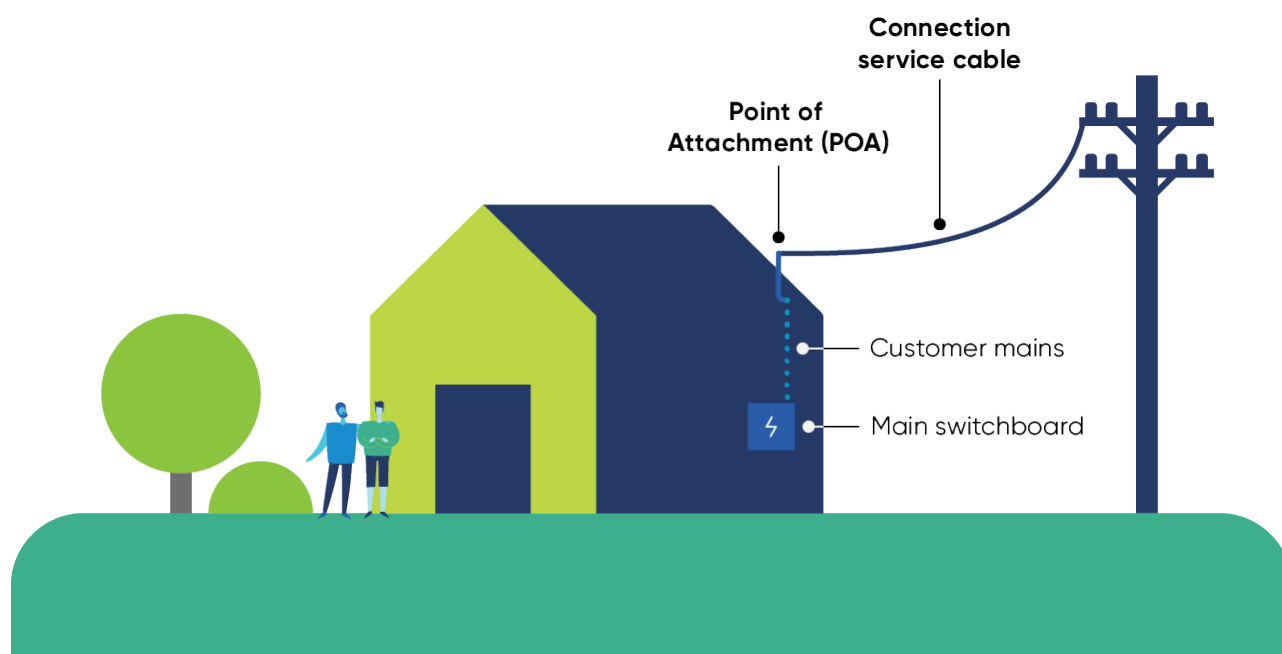 Connection
service cable
Point of
Attachment (POA)
Customer mains
Main switchboard